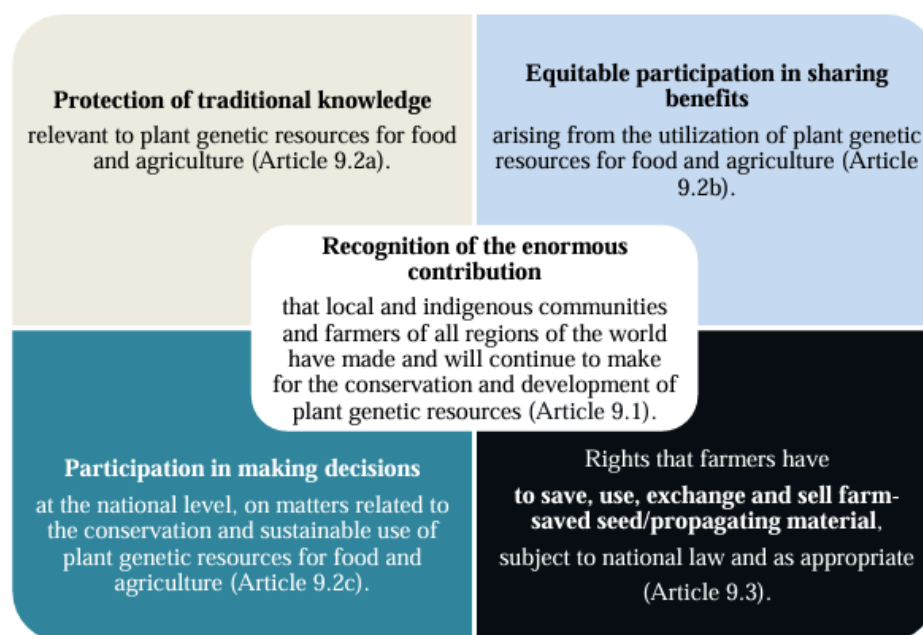 Protection of traditional knowledge
relevant to plant genetic resources for food
and agriculture (Article 9.2a).
Equitable participation in sharing
benefits
arising from the utilization of plant genetic
resources for food and agriculture (Article
9.2b).
Recognition of the enormous
contribution
that local and indigenous communities
and farmers of all regions of the world
have made and will continue to make
for the conservation and development of
plant genetic resources (Article 9.1).
Participation in making decisions
at the national level, on matters related to
the conservation and sustainable use of
plant genetic resources for food and
agriculture (Article 9.2c).
Rights that farmers have
to save, use, exchange and sell farm-
saved seed/propagating material,
subject to national law and as appropriate
(Article 9.3).